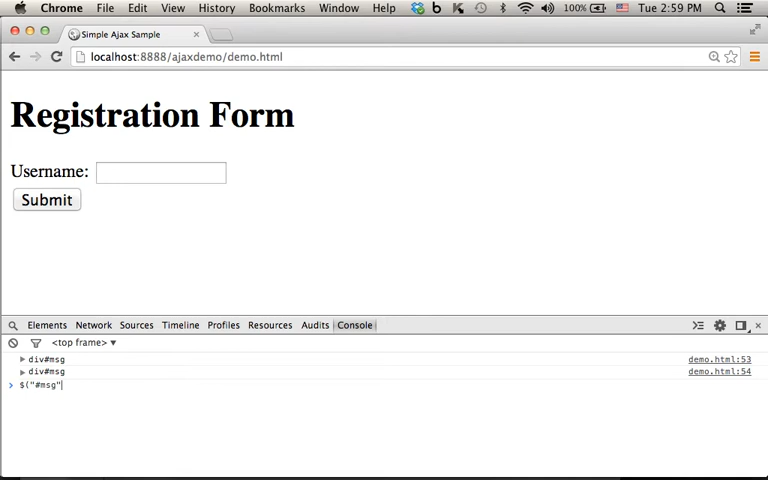 Chrome File Edit View History Bookmarks Window Help 100% Tue 2:59 PM
Simple Ajax Sample
localhost:8888/ajaxdemo/demo.html
Registration Form
Username:
Submit
Elements Network Sources Timeline Profiles Resources Audits Console
<top frame>
div#msg demo.html:53
div#msg demo.html:54
$("#msg"